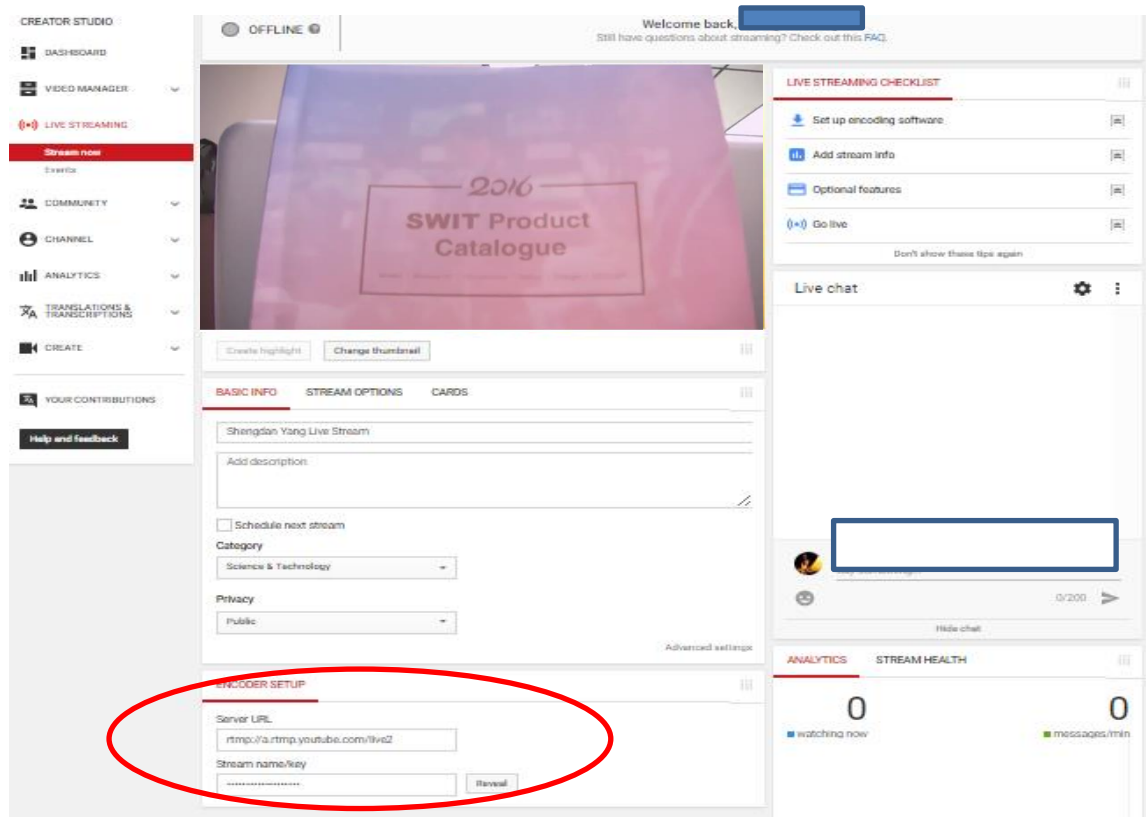 CREATOR STUDIO
DASHBOARD
VIDEO MANAGER
LIVE STREAMING
Stream now
Events
COMMUNITY
CHANNEL
ANALYTICS
TRANSLATIONS &
TRANSCRIPTIONS
CREATE
YOUR CONTRIBUTIONS
Help and feedback
OFFLINE
Welcome back,
Still have questions about streaming? Check out this FAQ.
2016
SWIT Product
Catalogue
Create highlight
Change thumbnail
BASIC INFO STREAM OPTIONS CARDS
Shengdan Yang Live Stream
Add description
Schedule next stream
Category
Science & Technology
Privacy
Public
Advanced settings
ENCODER SETUP
Server URL
rtmp://a.rtmp.youtube.com/live2
Stream name/key
--------------------
Reveal
LIVE STREAMING CHECKLIST
Set up encoding software
Add stream info
Optional features
Go live
Don't show these tips again
Live chat
0/200
Hide chat
ANALYTICS STREAM HEALTH
0 0
watching now messages/min